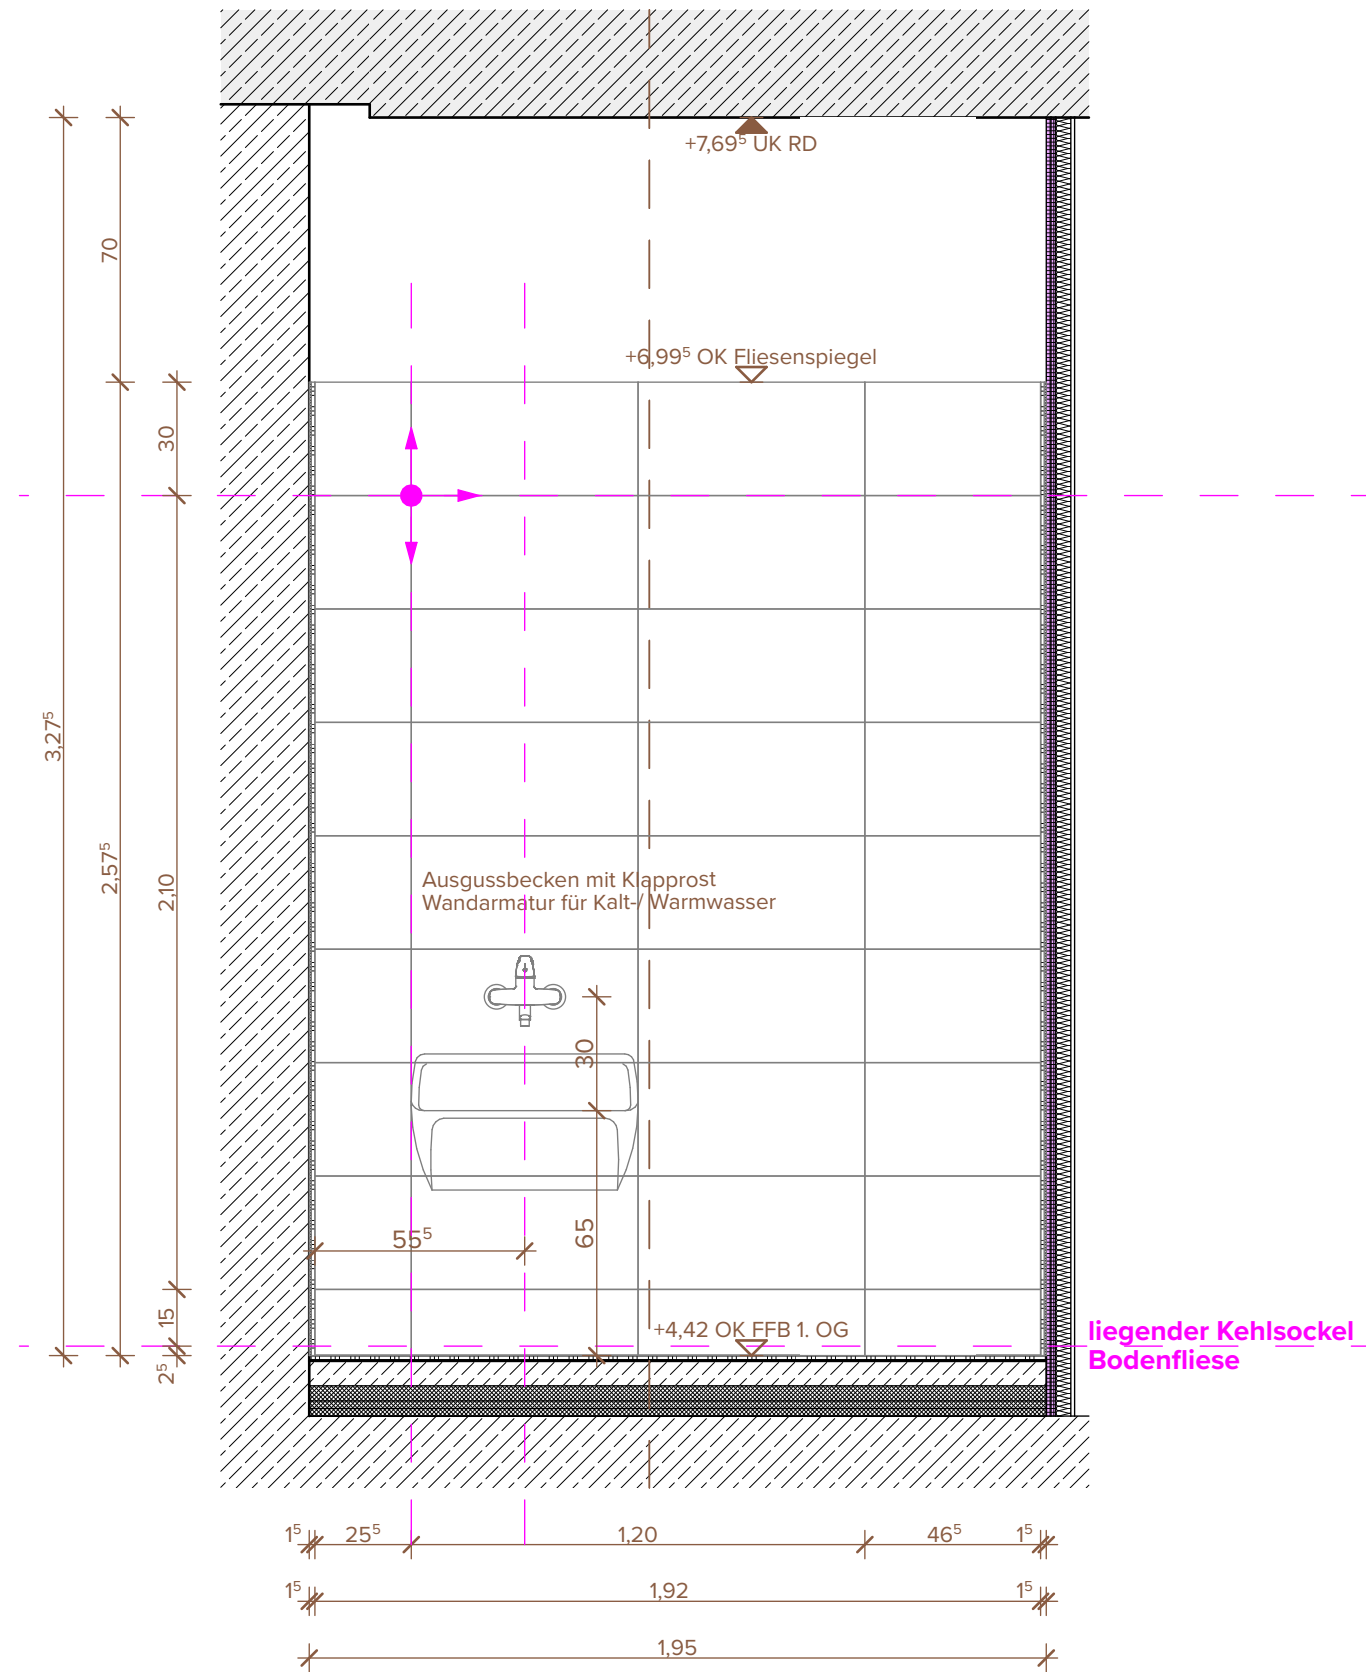 +7,69⁵ UK RD
70
+6,99⁵ OK Fliesenspiegel
30
3,27⁵
2,57⁵
2,10
Ausgussbecken mit Klapprost
Wandarmatur für Kalt-/ Warmwasser
30
65
55⁵
15
2⁵
+4,42 OK FFB 1. OG
liegender Kehlsockel
Bodenfliese
1⁵ 25⁵ 1,20 46⁵ 1⁵
1⁵ 1,92 1⁵
1,95